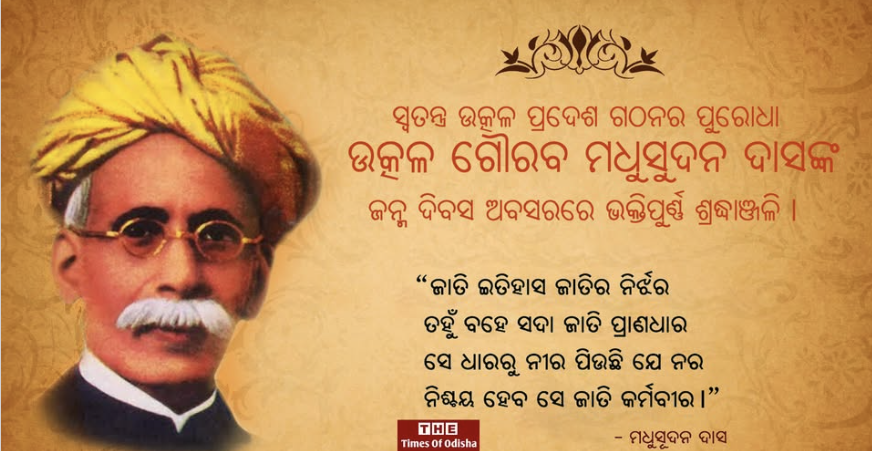 ସ୍ୱତନ୍ତ୍ର ଉତ୍କଳ ପ୍ରଦେଶ ଗଠନର ପୁରୋଧା
ଉତ୍କଳ ଗୌରବ ମଧୁସୁଦନ ଦାସଙ୍କ
ଜନ୍ମ ଦିବସ ଅବସରରେ ଭକ୍ତିପୁର୍ଣ୍ଣ ଶ୍ରଦ୍ଧାଞ୍ଜଳି ।
“ଜାତି ଇତିହାସ ଜାତିର ନିର୍ଝର
ତହୁଁ ବହେ ସଦା ଜାତି ପ୍ରାଣଧାର
ସେ ଧାରରୁ ନୀର ପିଉଛି ଯେ ନର
ନିଶ୍ଚୟ ହେବ ସେ ଜାତି କର୍ମବୀର।”
- ମଧୁସୂଦନ ଦାସ
THE
Times Of Odisha